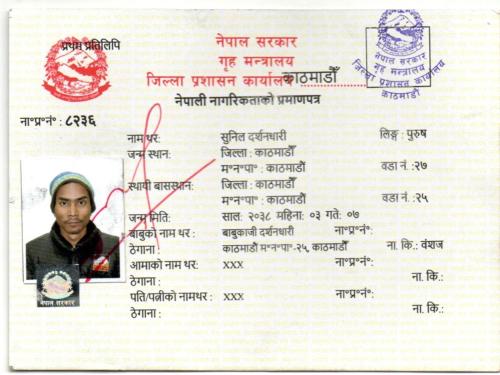 प्रथम प्रतिलिपि
नेपाल सरकार
गृह मन्त्रालय
जिल्ला प्रशासन कार्यालय काठमाडौँ
नेपाली नागरिकताको प्रमाणपत्र
नेपाल सरकार
गृह मन्त्रालय
जिल्ला प्रशासन कार्यालय
काठमाडौं
ना॰प्र॰नं॰ : ८२३६
नाम थर: सुनिल दर्शनधारी लिङ्ग : पुरुष
जन्म स्थान: जिल्ला : काठमाडौँ
म॰न॰पा॰ : काठमाडौँ वडा नं :२७
स्थायी बासस्थान: जिल्ला : काठमाडौँ
म॰न॰पा॰ : काठमाडौँ वडा नं :२५
जन्म मिति: साल: २०३८ महिना: ०३ गते: ०७
बाबुको नाम थर : बाबुकाजी दर्शनधारी ना॰प्र॰नं॰:
ठेगाना : काठमाडौँ म॰न॰पा॰-२५, काठमाडौँ ना. कि.: वंशज
आमाको नाम थर: xxx ना॰प्र॰नं॰:
ठेगाना : ना. कि.:
पति/पत्नीको नामथर : xxx ना॰प्र॰नं॰:
ठेगाना : ना. कि.:
नेपाल सरकार